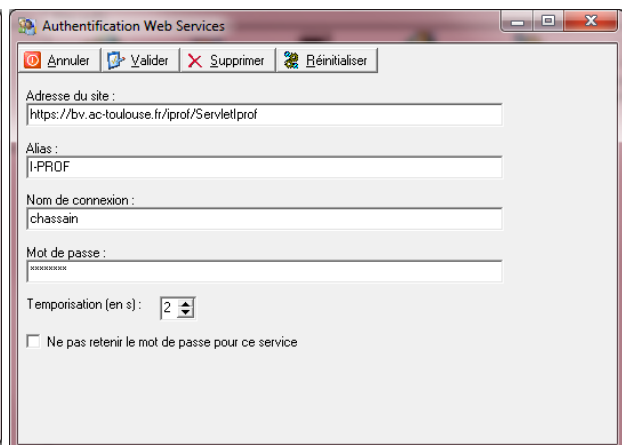 Authentification Web Services
Annuler Valider Supprimer Réinitialiser
Adresse du site :
https://bv.ac-toulouse.fr/iprof/ServletIprof
Alias :
I-PROF
Nom de connexion :
chassain
Mot de passe :
********
Temporisation (en s) : 2
Ne pas retenir le mot de passe pour ce service